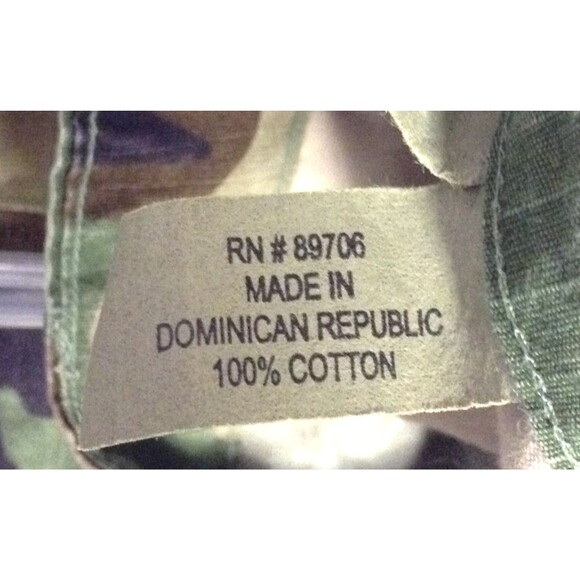 RN # 89706
MADE IN
DOMINICAN REPUBLIC
100% COTTON